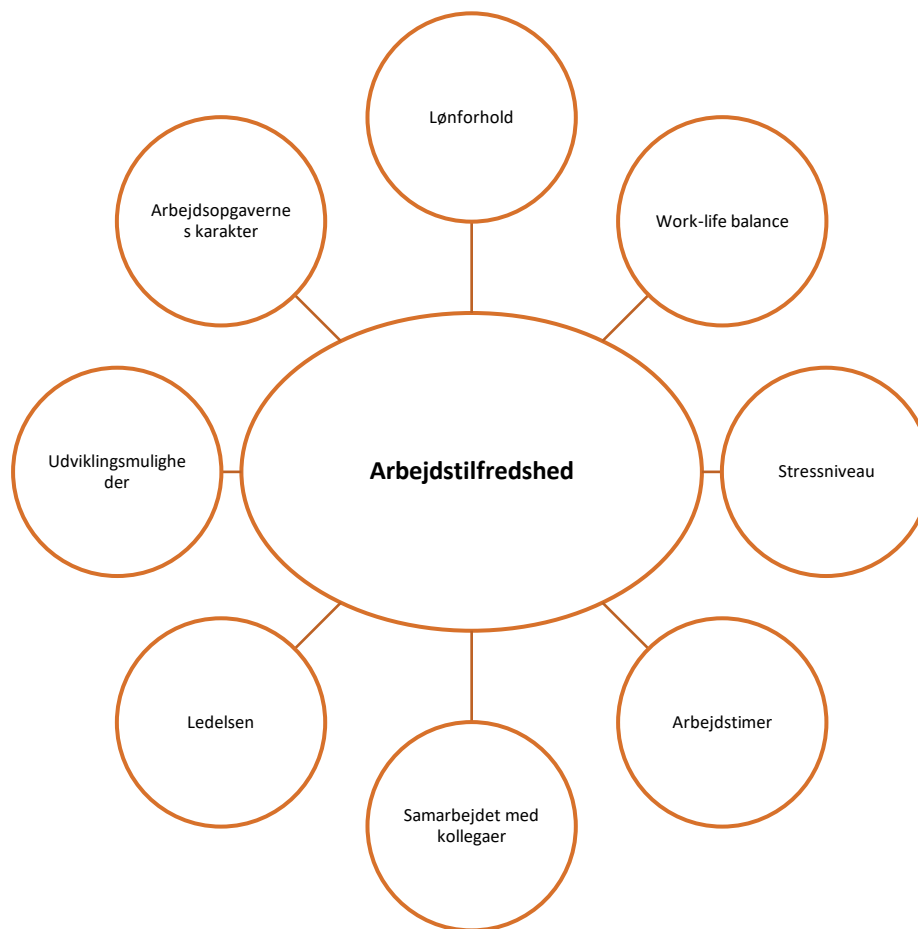 Lønforhold
Work-life balance
Arbejdsopgaverne
s karakter
Udviklingsmulighe
der
Arbejdstilfredshed
Stressniveau
Ledelsen
Arbejdstimer
Samarbejdet med
kollegaer